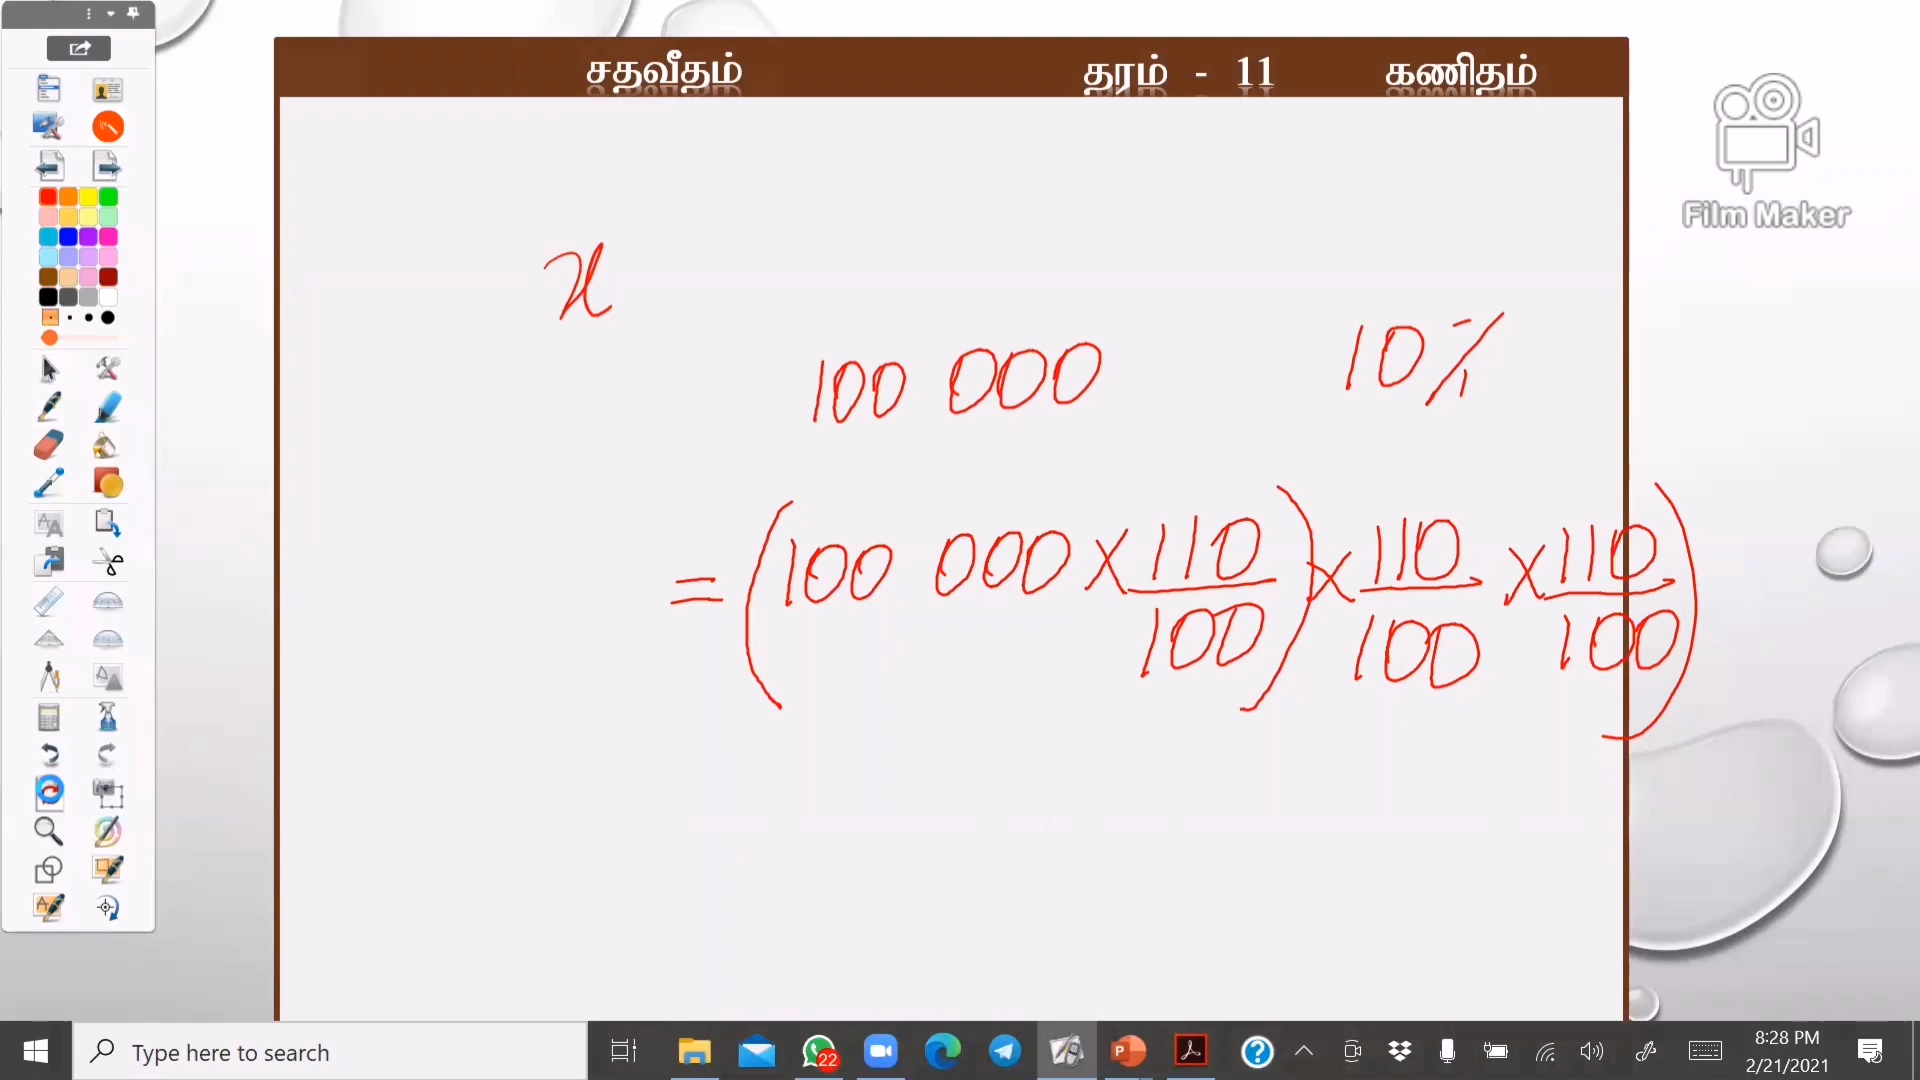 சதவீதம் தரம் - 11 கணிதம்
Film Maker
x
100 000 10%
= (100 000 × 110/100) × 110/100 × 110/100)
Type here to search
22
8:28 PM
2/21/2021